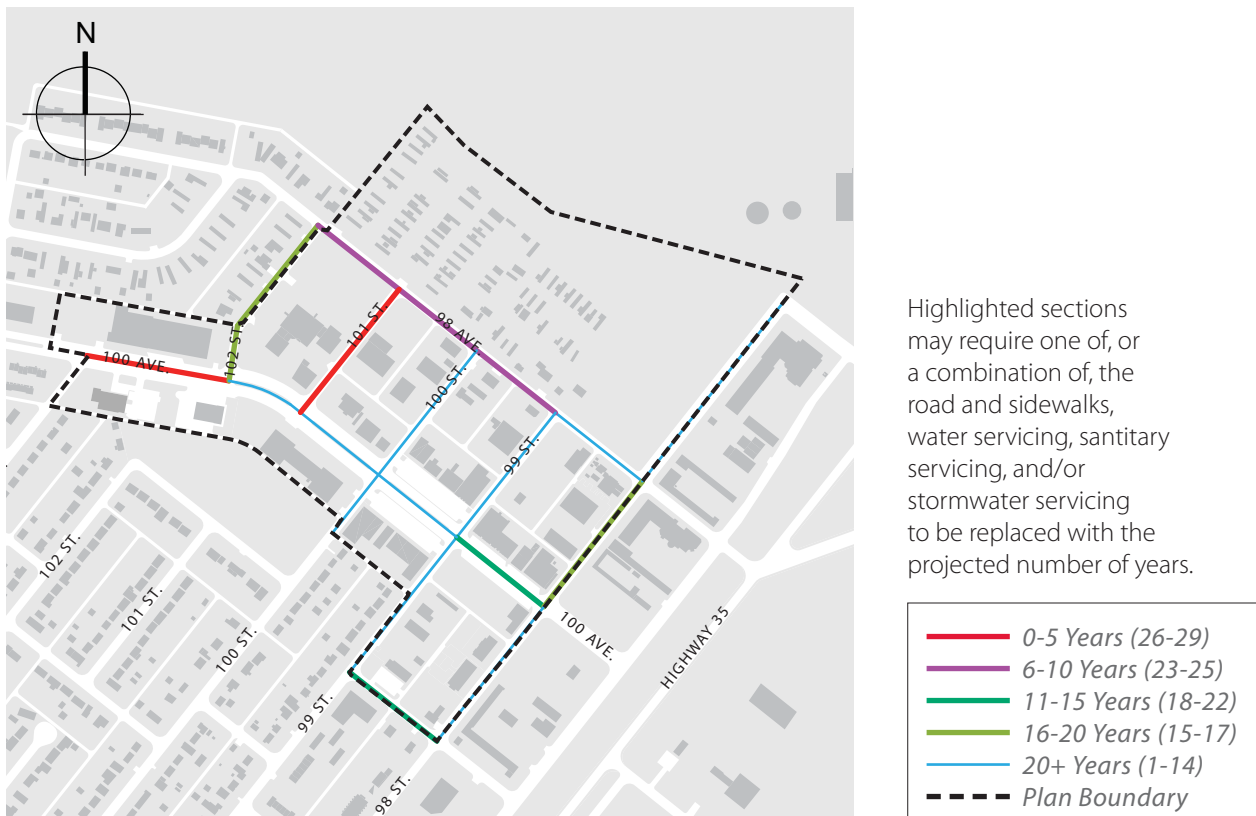 N
101 ST.
98 AVE.
102 ST.
100 AVE.
100 ST.
99 ST.
102 ST.
101 ST.
100 ST.
99 ST.
98 ST.
100 AVE.
HIGHWAY 35
Highlighted sections
may require one of, or
a combination of, the
road and sidewalks,
water servicing, santitary
servicing, and/or
stormwater servicing
to be replaced with the
projected number of years.
0-5 Years (26-29)
6-10 Years (23-25)
11-15 Years (18-22)
16-20 Years (15-17)
20+ Years (1-14)
Plan Boundary